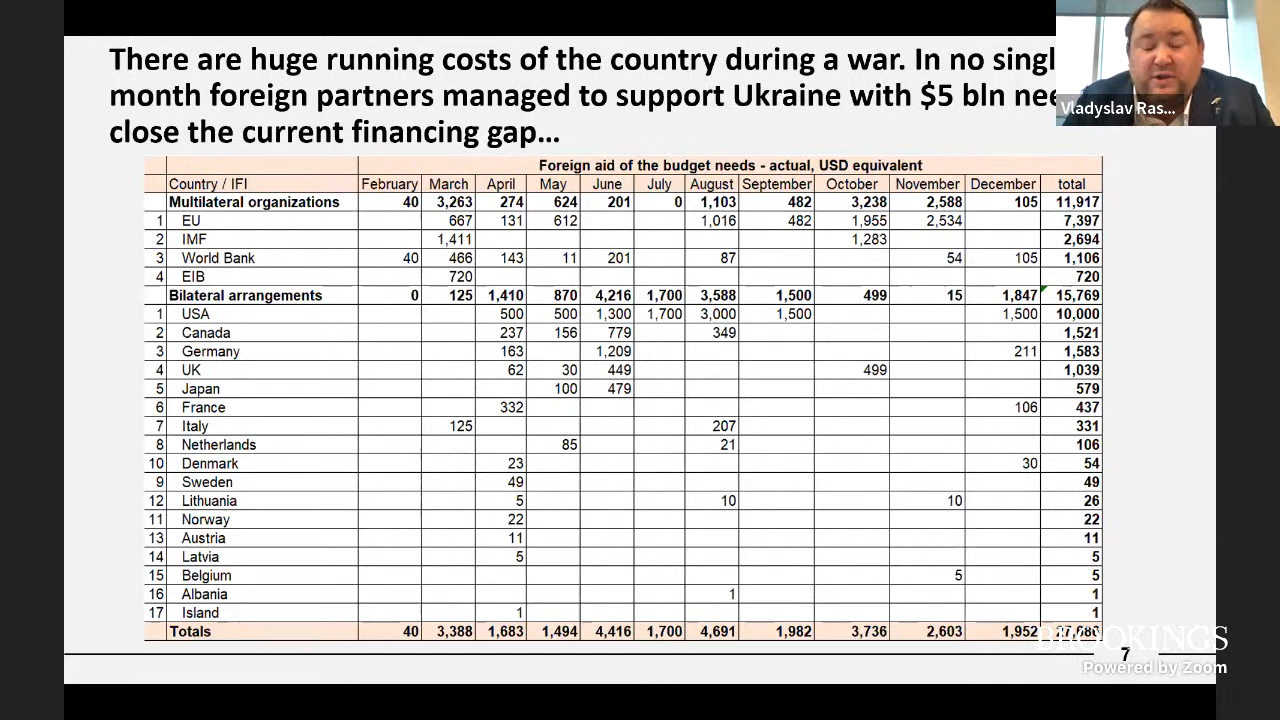 There are huge running costs of the country during a war. In no singl
month foreign partners managed to support Ukraine with $5 bln
close the current financing gap…
Vladyslav Ras...
Foreign aid of the budget needs - actual, USD equivalent
Country / IFI February March April May June July August September October November December total
Multilateral organizations 40 3,263 274 624 201 0 1,103 482 3,238 2,588 105 11,917
1 EU 667 131 612 1,016 482 1,955 2,534 7,397
2 IMF 1,411 1,283 2,694
3 World Bank 40 466 143 11 201 87 54 105 1,106
4 EIB 720 720
Bilateral arrangements 0 125 1,410 870 4,216 1,700 3,588 1,500 499 15 1,847 15,769
1 USA 500 500 1,300 1,700 3,000 1,500 1,500 10,000
2 Canada 237 156 779 349 1,521
3 Germany 163 1,209 211 1,583
4 UK 62 30 449 499 1,039
5 Japan 100 479 579
6 France 332 106 437
7 Italy 125 207 331
8 Netherlands 85 21 106
10 Denmark 23 30 54
9 Sweden 49 49
12 Lithuania 5 10 10 26
11 Norway 22 22
13 Austria 11 11
14 Latvia 5 5
15 Belgium 5 5
16 Albania 1 1
17 Island 1 1
Totals 40 3,388 1,683 1,494 4,416 1,700 4,691 1,982 3,736 2,603 1,952
BROOKINGS
7
Powered by Zoom